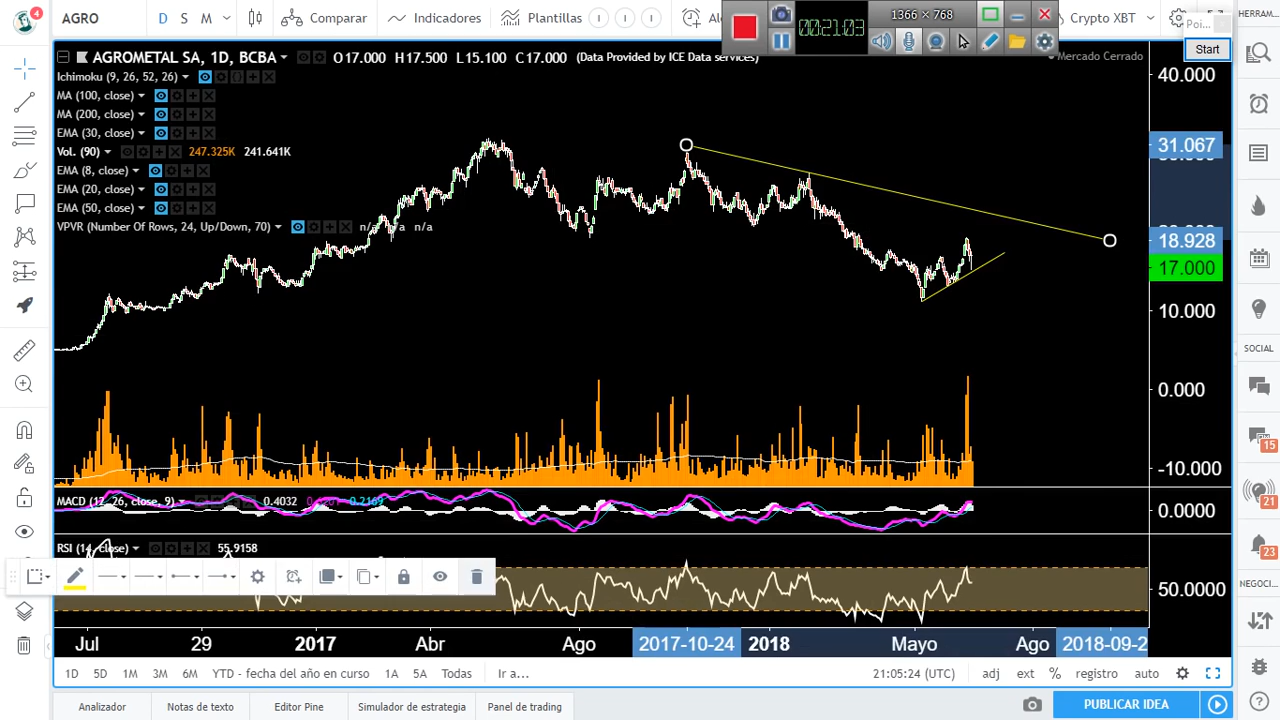 4
AGRO
D S M
Comparar
Indicadores
Plantillas
00:21:03
1366 × 768
Crypto XBT
HERRAM
Start
AGROMETAL SA, 1D, BCBA
O17.000 H17.500 L15.100 C17.000 (Data Provided by ICE Data services)
Mercado Cerrado
Ichimoku (9, 26, 52, 26)
MA (100, close)
MA (200, close)
EMA (30, close)
Vol. (90) 247.325K 241.641K
EMA (8, close)
EMA (20, close)
EMA (50, close)
VPVR (Number Of Rows, 24, Up/Down, 70) n/a n/a n/a
40.000
31.067
18.928
17.000
10.000
0.000
-10.000
MACD (12, 26, close, 9) 0.4032 0.2169
0.0000
RSI (14, close) 55.9158
50.0000
Jul 29 2017 Abr Ago 2017-10-24 2018 Mayo Ago 2018-09-2
1D 5D 1M 3M 6M YTD - fecha del año en curso 1A 5A Todas Ir a...
21:05:24 (UTC) adj ext % registro auto
Analizador Notas de texto Editor Pine Simulador de estrategia Panel de trading
PUBLICAR IDEA
SOCIAL
15
21
23
NEGOCI